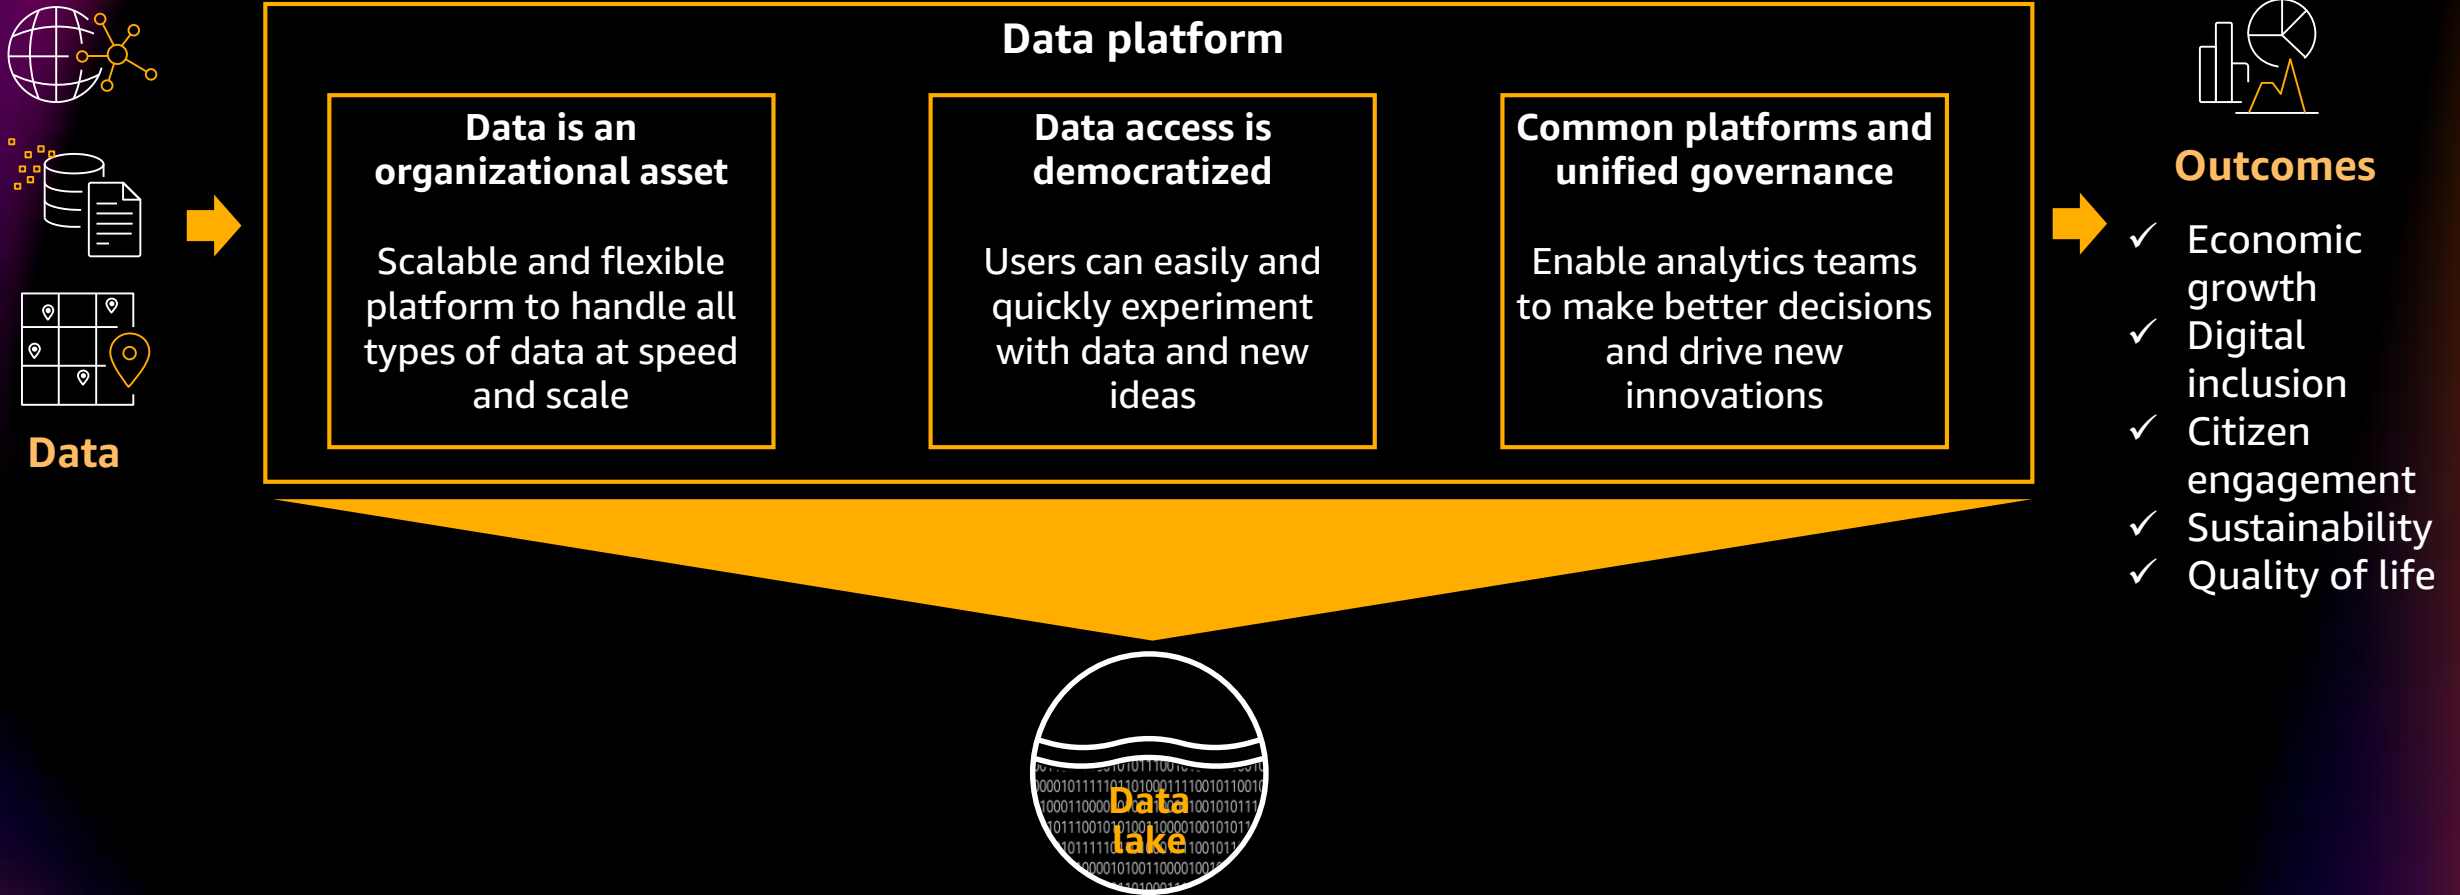 Data
Data platform
Data is an
organizational asset
Scalable and flexible
platform to handle all
types of data at speed
and scale
Data access is
democratized
Users can easily and
quickly experiment
with data and new
ideas
Common platforms and
unified governance
Enable analytics teams
to make better decisions
and drive new
innovations
Outcomes
✓ Economic
growth
✓ Digital
inclusion
✓ Citizen
engagement
✓ Sustainability
✓ Quality of life
Data
lake